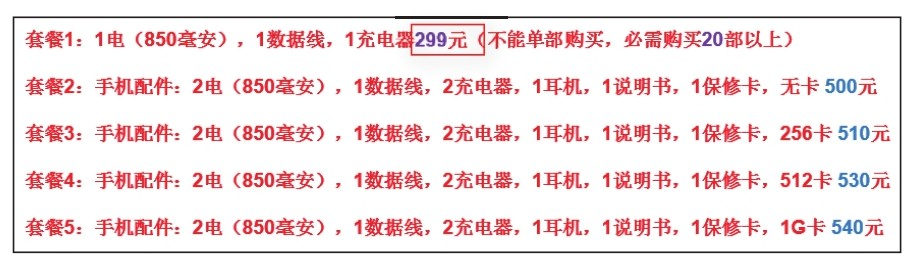 套餐1：1电（850毫安），1数据线，1充电器299元（不能单部购买，必需购买20部以上）
套餐2：手机配件：2电（850毫安），1数据线，2充电器，1耳机，1说明书，1保修卡，无卡 500元
套餐3：手机配件：2电（850毫安），1数据线，2充电器，1耳机，1说明书，1保修卡，256卡 510元
套餐4：手机配件：2电（850毫安），1数据线，2充电器，1耳机，1说明书，1保修卡，512卡 530元
套餐5：手机配件：2电（850毫安），1数据线，2充电器，1耳机，1说明书，1保修卡，1G卡 540元